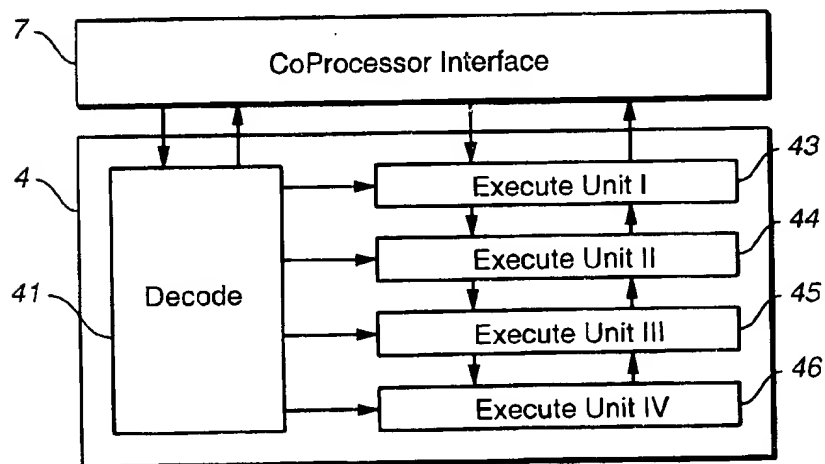 7
CoProcessor Interface
4
43
Execute Unit I
44
Execute Unit II
41
Decode
45
Execute Unit III
46
Execute Unit IV